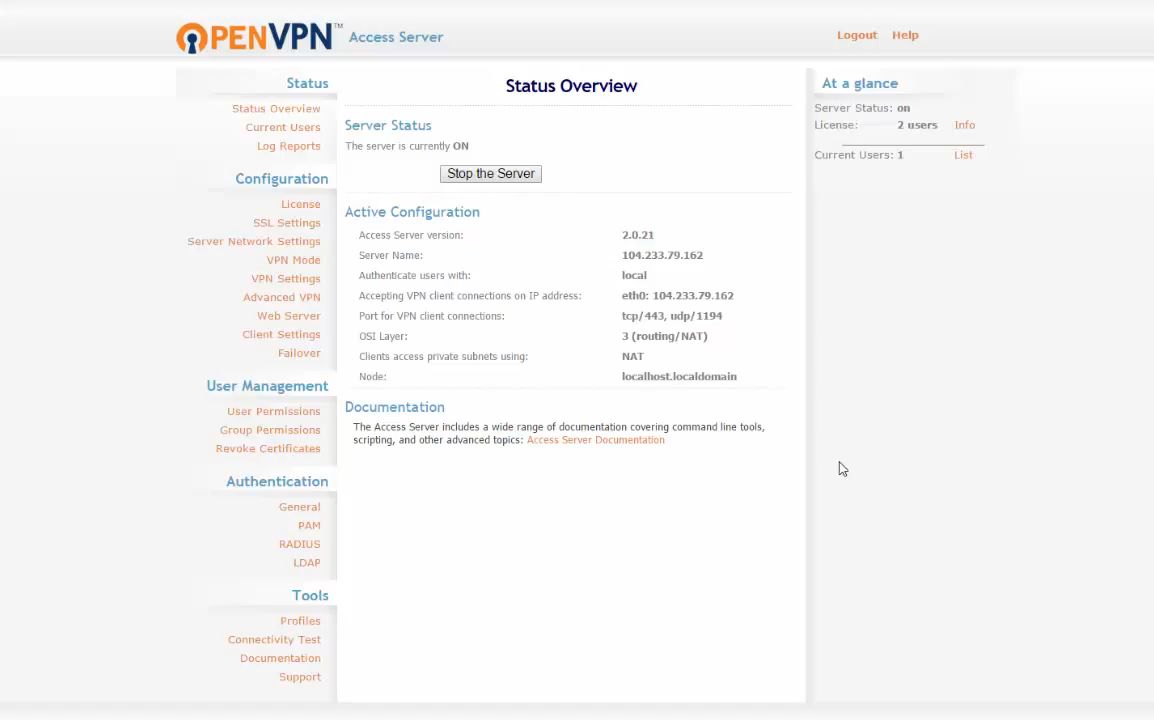 OPENVPN™ Access Server
Logout Help
Status
Status Overview
Current Users
Log Reports
Configuration
License
SSL Settings
Server Network Settings
VPN Mode
VPN Settings
Advanced VPN
Web Server
Client Settings
Failover
User Management
User Permissions
Group Permissions
Revoke Certificates
Authentication
General
PAM
RADIUS
LDAP
Tools
Profiles
Connectivity Test
Documentation
Support
Status Overview
Server Status
The server is currently ON
Stop the Server
Active Configuration
Access Server version: 2.0.21
Server Name: 104.233.79.162
Authenticate users with: local
Accepting VPN client connections on IP address: eth0: 104.233.79.162
Port for VPN client connections: tcp/443, udp/1194
OSI Layer: 3 (routing/NAT)
Clients access private subnets using: NAT
Node: localhost.localdomain
Documentation
The Access Server includes a wide range of documentation covering command line tools,
scripting, and other advanced topics: Access Server Documentation
At a glance
Server Status: on
License: 2 users Info
Current Users: 1 List